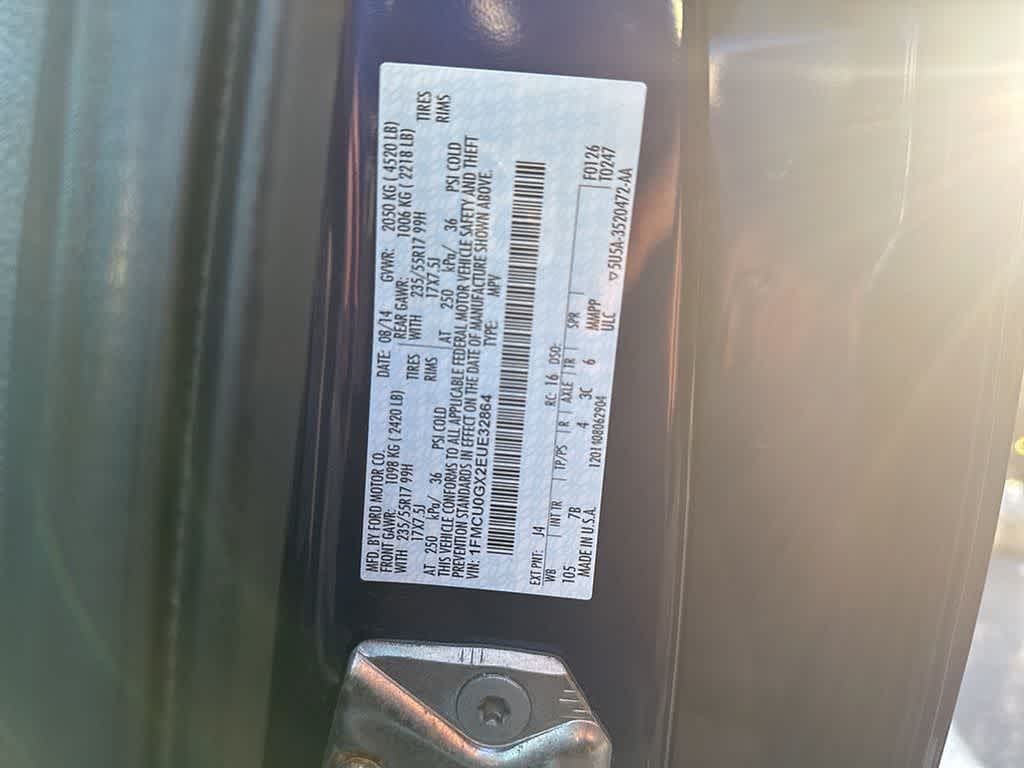 MFD. BY FORD MOTOR CO. DATE: 08/14 GVWR: 2050 KG ( 4520 LB)
FRONT GAWR: 1098 KG ( 2420 LB) REAR GAWR: 1006 KG ( 2218 LB)
WITH 235/55R17 99H TIRES WITH 235/55R17 99H TIRES
17X7.5J RIMS 17X7.5J RIMS
AT 250 kPa/ 36 PSI COLD AT 250 kPa/ 36 PSI COLD
THIS VEHICLE CONFORMS TO ALL APPLICABLE FEDERAL MOTOR VEHICLE SAFETY AND THEFT
PREVENTION STANDARDS IN EFFECT ON THE DATE OF MANUFACTURE SHOWN ABOVE.
VIN: 1FMCU0GX2EUE32864 TYPE: MPV
EXT PNT: J4 RC: 16 DSO: F0126
WB INT TR TP/PS R AXLE TR SPR T0247
T05 7B 4 3C 6 MMPP
MADE IN U.S.A. ULC
1201108062904 5U5A-3520472-AA